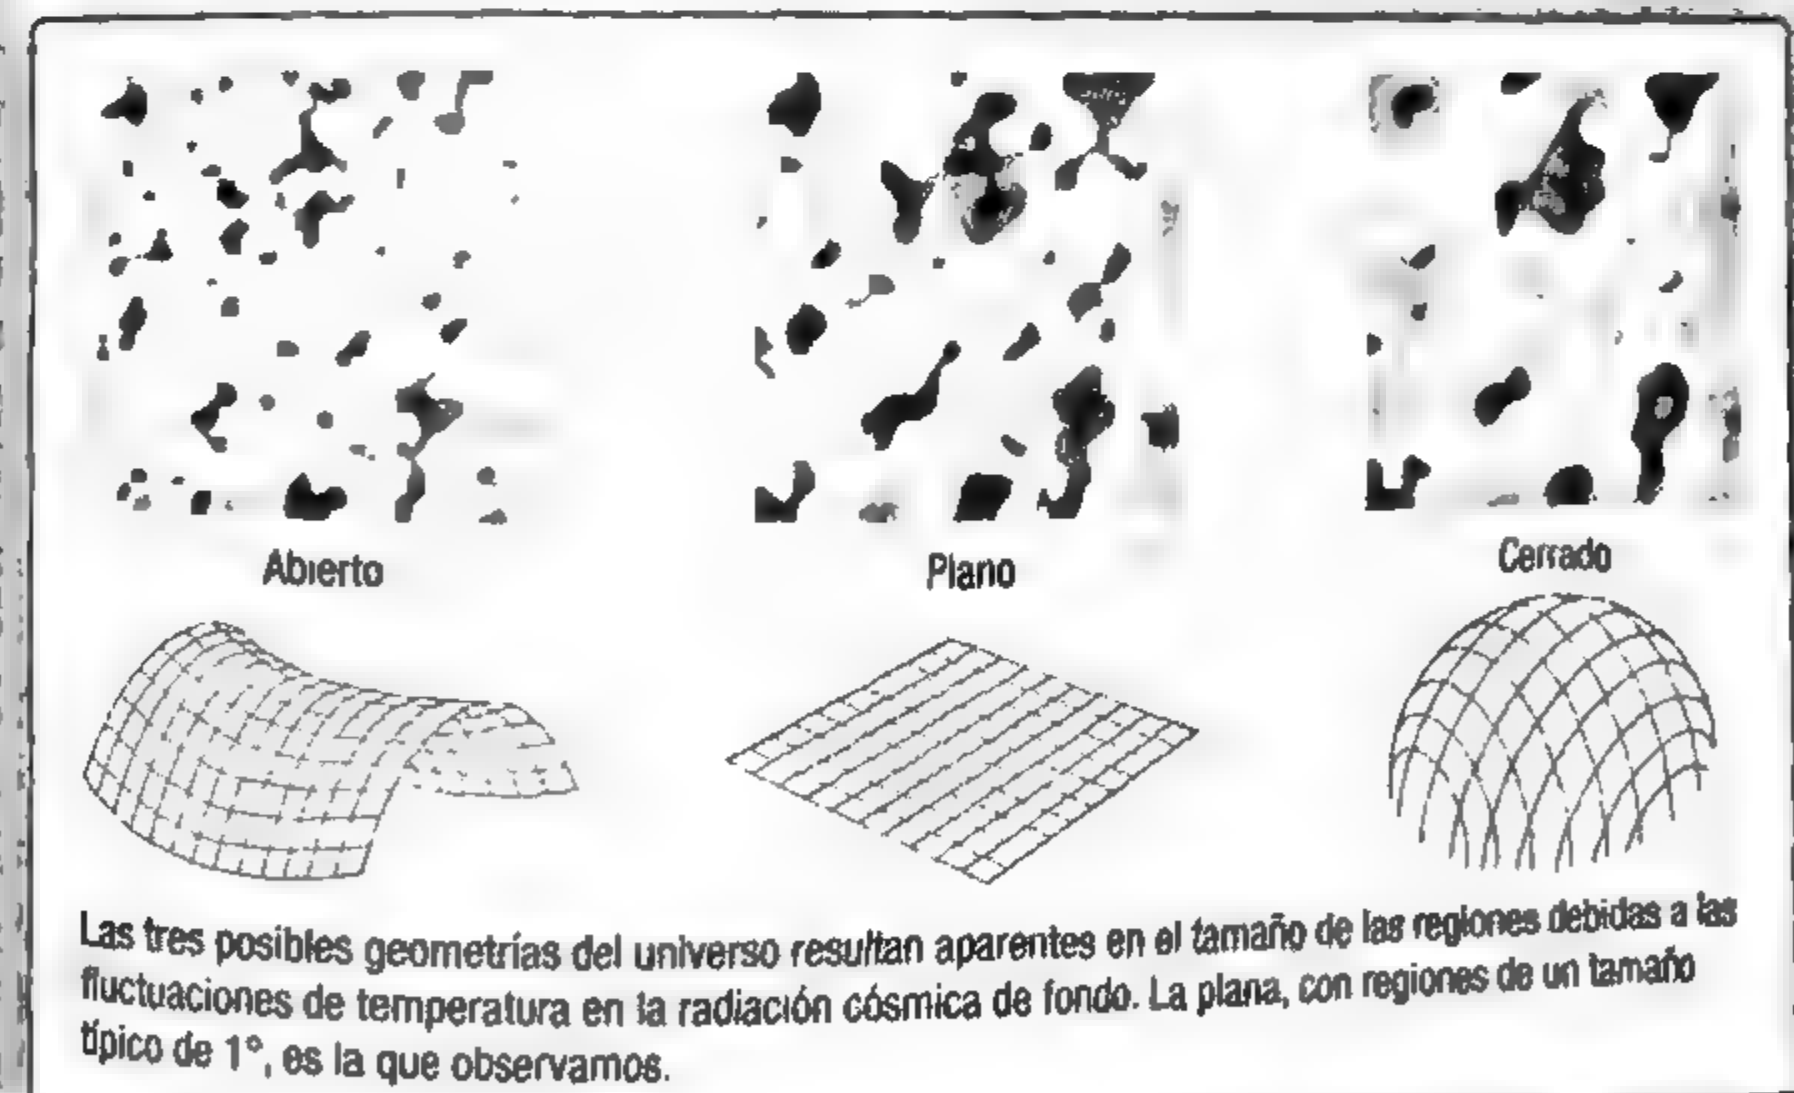 Abierto
Plano
Cerrado
Las tres posibles geometrías del universo resultan aparentes en el tamaño de las regiones debidas a las
fluctuaciones de temperatura en la radiación cósmica de fondo. La plana, con regiones de un tamaño
típico de 1°, es la que observamos.